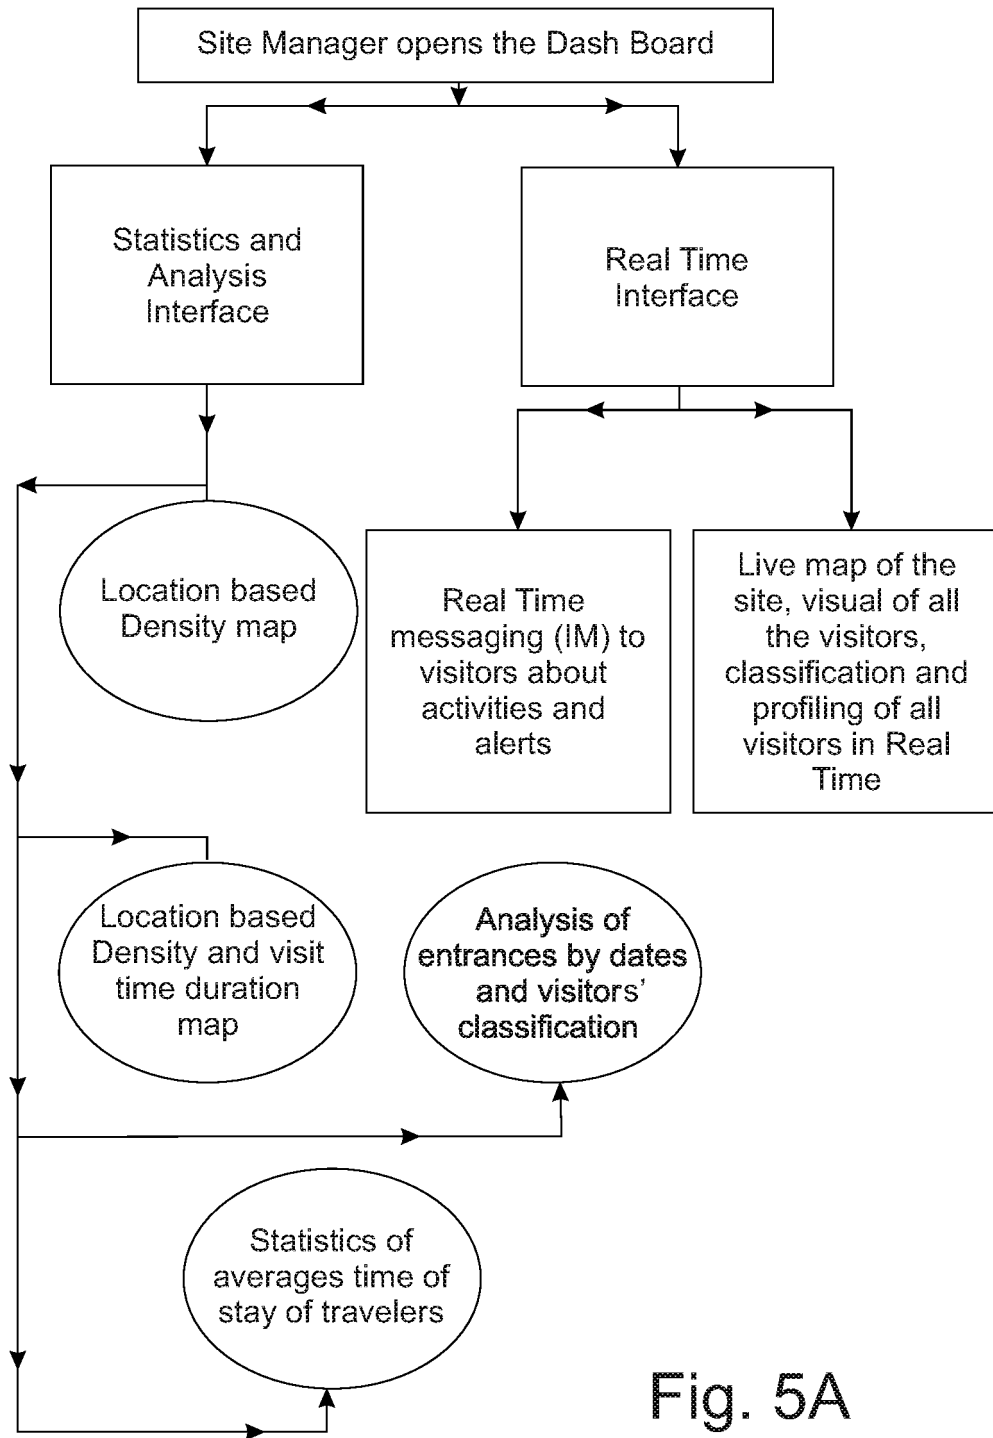 Site Manager opens the Dash Board
Statistics and
Analysis
Interface
Real Time
Interface
Location based
Density map
Real Time
messaging (IM) to
visitors about
activities and
alerts
Live map of the
site, visual of all
the visitors,
classification and
profiling of all
visitors in Real
Time
Location based
Density and visit
time duration
map
Analysis of
entrances by dates
and visitors’
classification
Statistics of
averages time of
stay of travelers
Fig. 5A